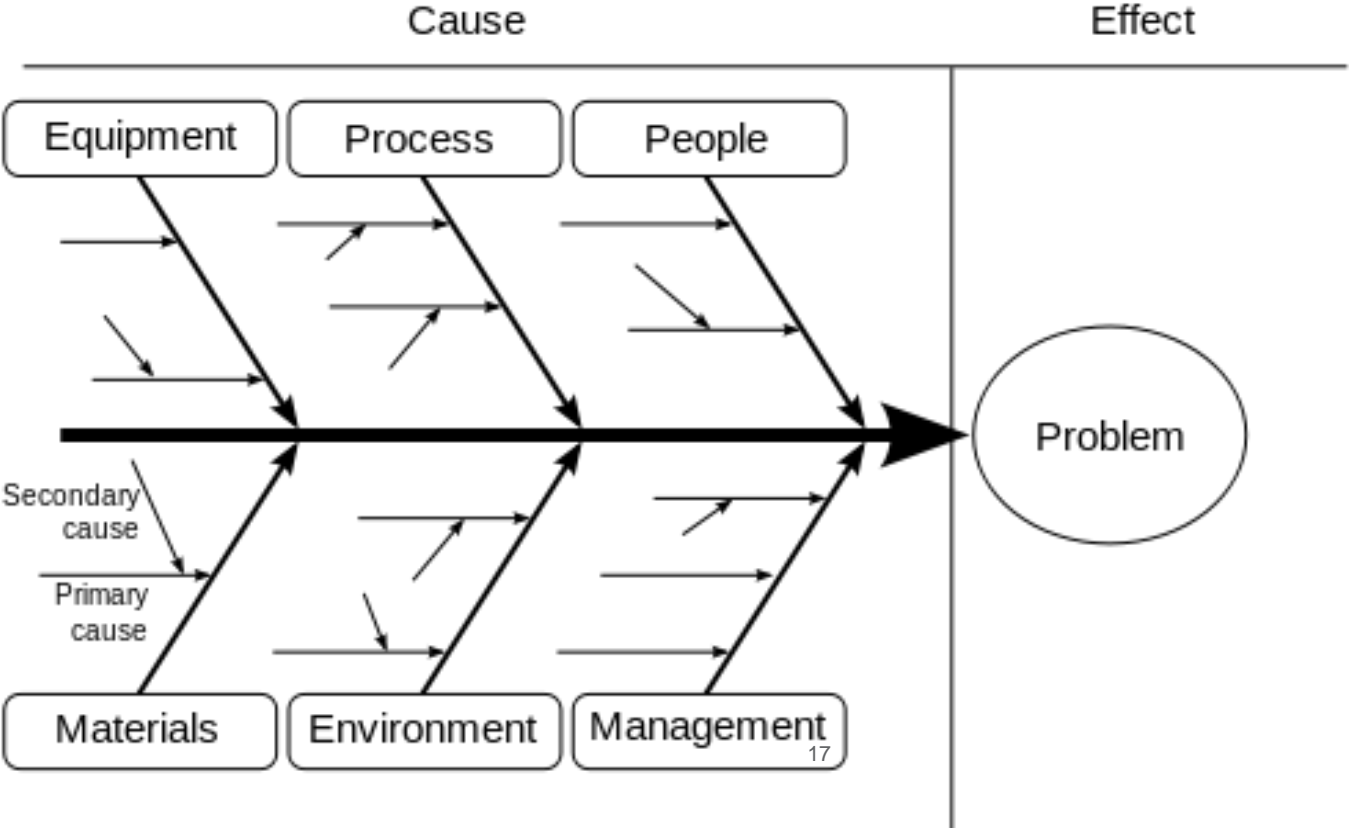 Cause
Effect
Equipment
Process
People
Problem
Secondary
cause
Primary
cause
Materials
Environment
Management
17